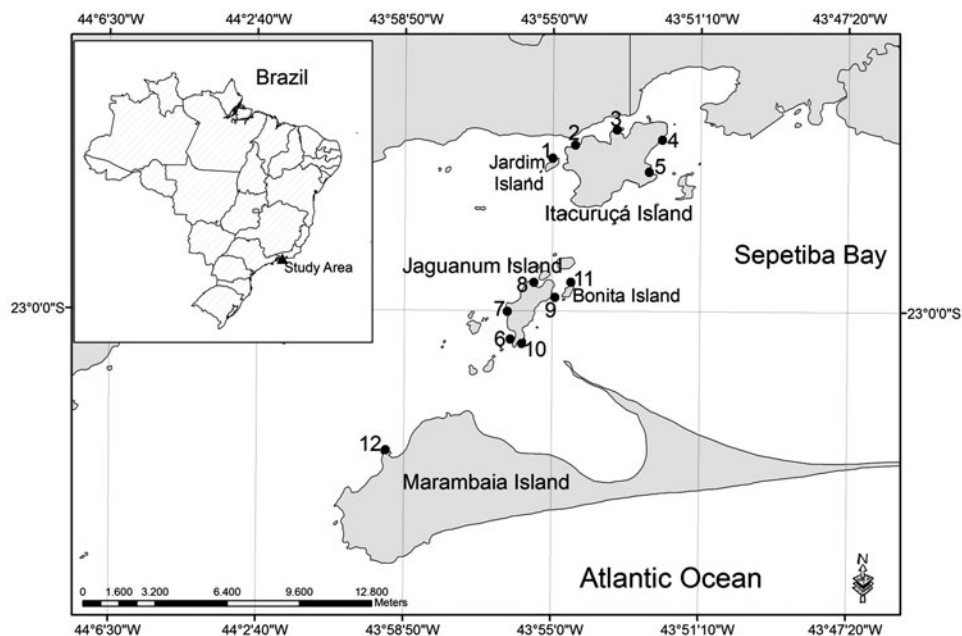 44°6'30"W 44°2'40"W 43°58'50"W 43°55'0"W 43°51'10"W 43°47'20"W
Brazil
Study Area
1
2
3
4
5
Jardim
Island
Itacuruçá Island
Sepetiba Bay
Jaguanum Island
8
11
Bonita Island
9
23°0'0"S
7
23°0'0"S
6
10
12
Marambaia Island
Atlantic Ocean
N
0 1.600 3.200 6.400 9.600 12.800
Meters
44°6'30"W 44°2'40"W 43°58'50"W 43°55'0"W 43°51'10"W 43°47'20"W